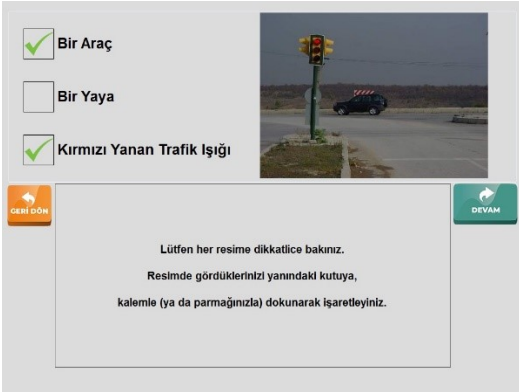 Bir Araç
Bir Yaya
Kırmızı Yanan Trafik Işığı
GERİ DÖN
DEVAM
Lütfen her resime dikkatlice bakınız.
Resimde gördüklerinizi yanındaki kutuya,
kalemle (ya da parmağınızla) dokunarak işaretleyiniz.